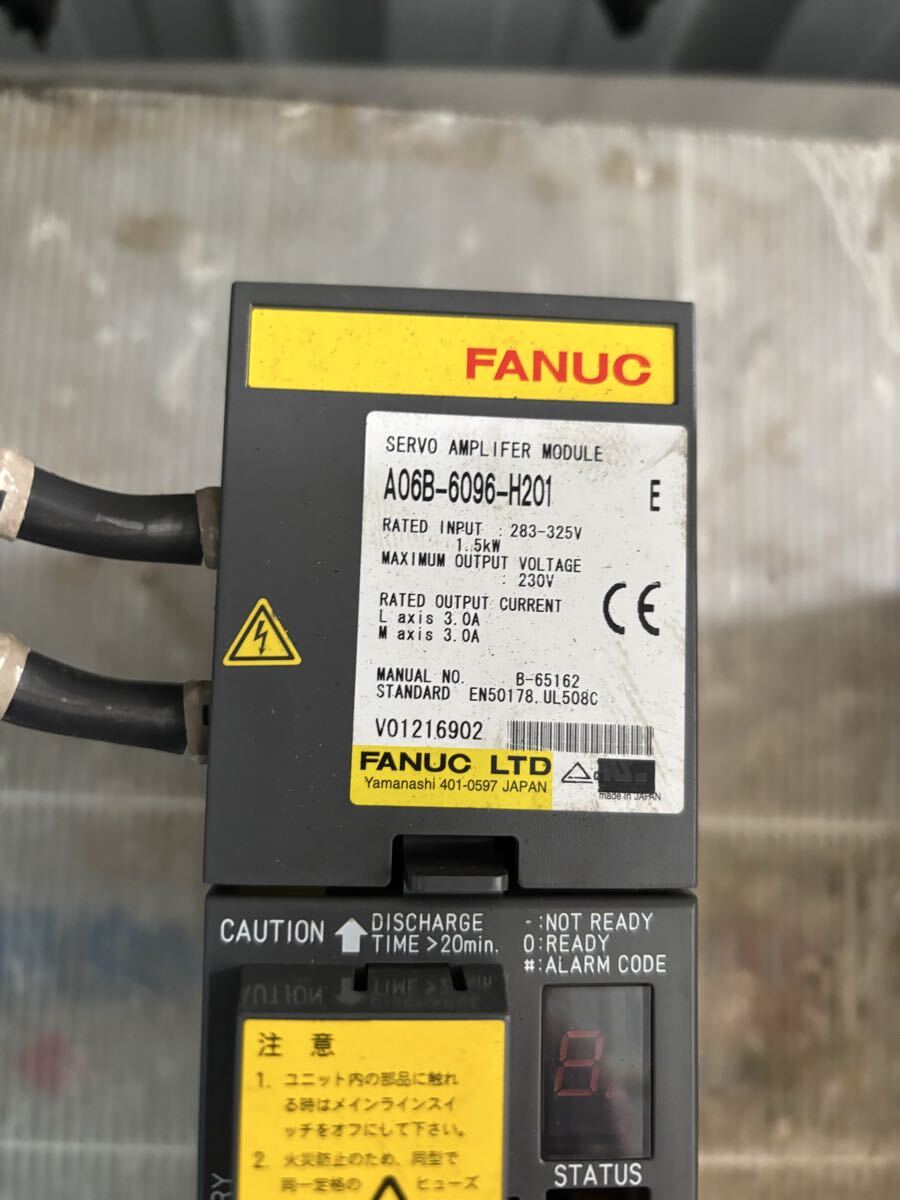 FANUC
SERVO AMPLIFER MODULE
A06B-6096-H201 E
RATED INPUT : 283-325V
1.5kW
MAXIMUM OUTPUT VOLTAGE
: 230V
RATED OUTPUT CURRENT
L axis 3.0A
M axis 3.0A
CE
MANUAL NO. B-65162
STANDARD EN50178.UL508C
V01216902
FANUC LTD
Yamanashi 401-0597 JAPAN
made in JAPAN
CAUTION DISCHARGE
TIME >20min.
-:NOT READY
0:READY
#:ALARM CODE
注意
1. ユニット内の部品に触れ
る時はメインラインスイ
ッチをオフにして下さい。
2. 火災防止のため、同型で
同一定格の ヒューズ
8.
STATUS